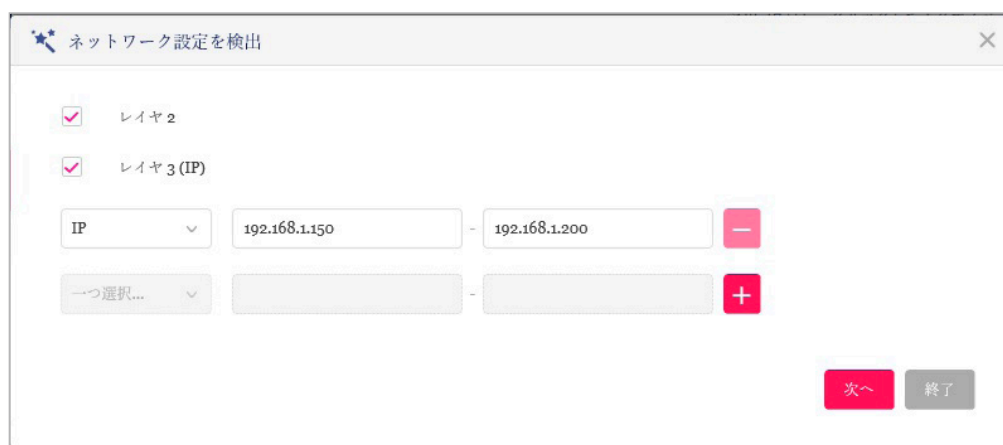 ネットワーク設定を検出
レイヤ 2
レイヤ 3 (IP)
IP 192.168.1.150 - 192.168.1.200
一つ選択... -
次へ 終了